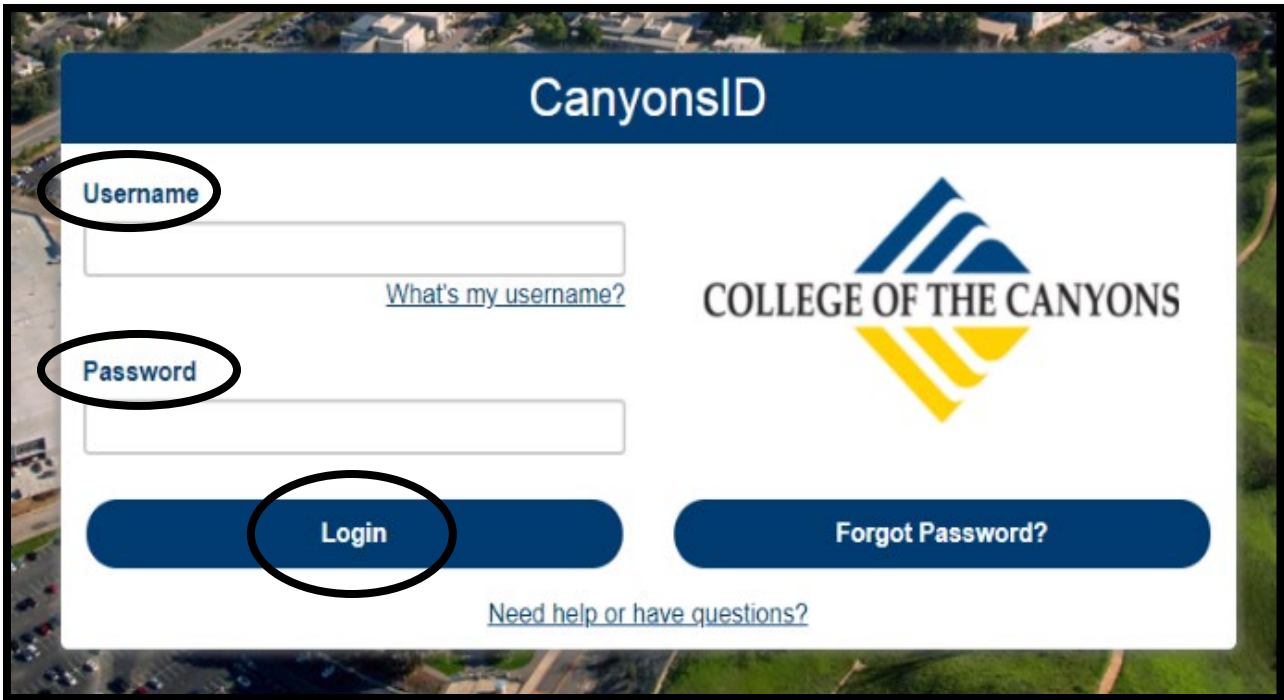 CanyonsID
Username
What's my username?
COLLEGE OF THE CANYONS
Password
Login
Forgot Password?
Need help or have questions?